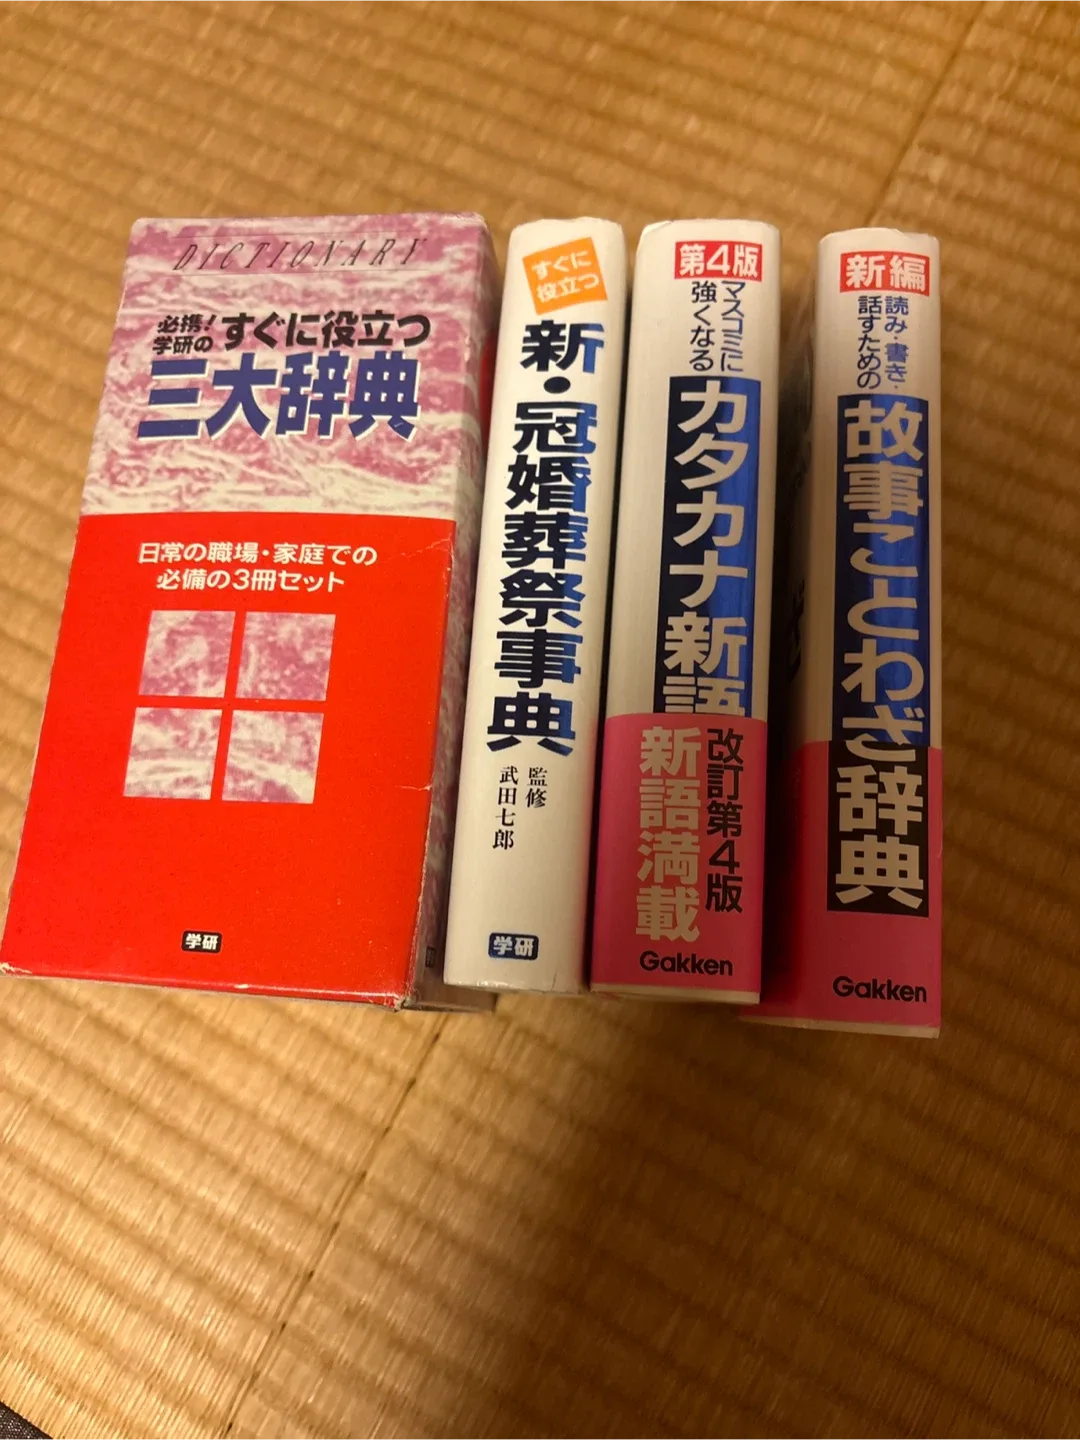 DICTIONARY
必携!
学研の
すぐに役立つ
三大辞典
日常の職場・家庭での
必備の3冊セット
学研
すぐに
役立つ
新・冠婚葬祭事典
監修
武田七郎
学研
第4版
マスコミに
強くなる
カタカナ新語
改訂第4版
新語満載
Gakken
新編
読み・書き・
話すための
故事ことわざ辞典
Gakken